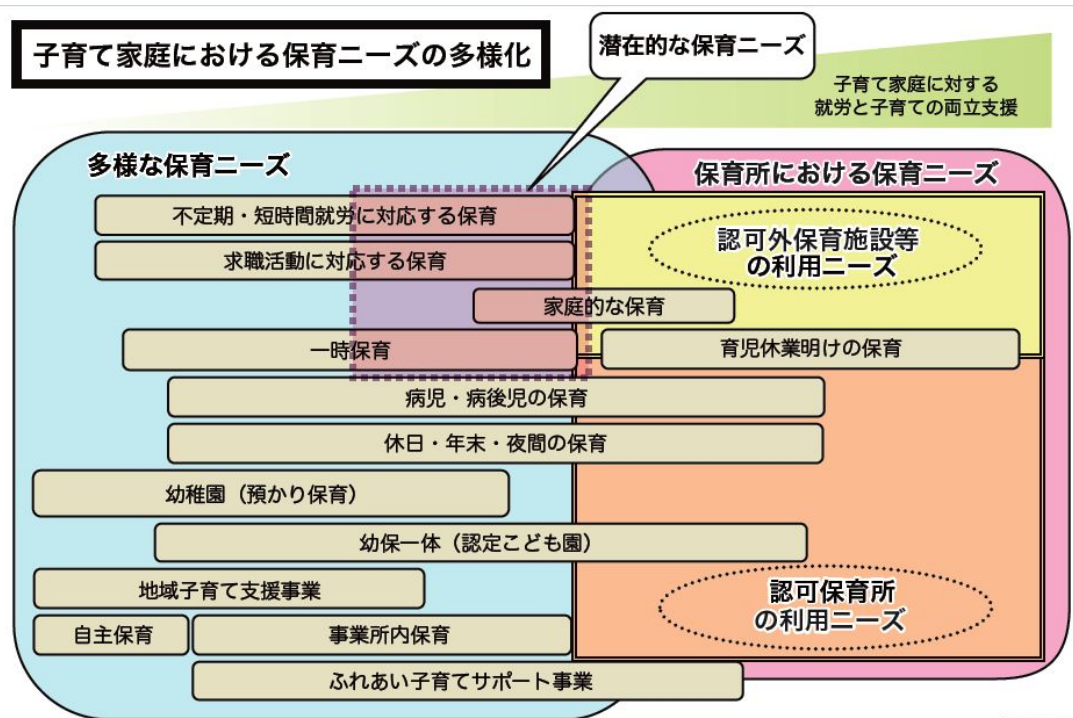 子育て家庭における保育ニーズの多様化
潜在的な保育ニーズ
子育て家庭に対する
就労と子育ての両立支援
多様な保育ニーズ
保育所における保育ニーズ
不定期・短時間就労に対応する保育
認可外保育施設等
の利用ニーズ
求職活動に対応する保育
家庭的な保育
一時保育
育児休業明けの保育
病児・病後児の保育
休日・年末・夜間の保育
幼稚園（預かり保育）
幼保一体（認定こども園）
地域子育て支援事業
認可保育所
の利用ニーズ
自主保育
事業所内保育
ふれあい子育てサポート事業